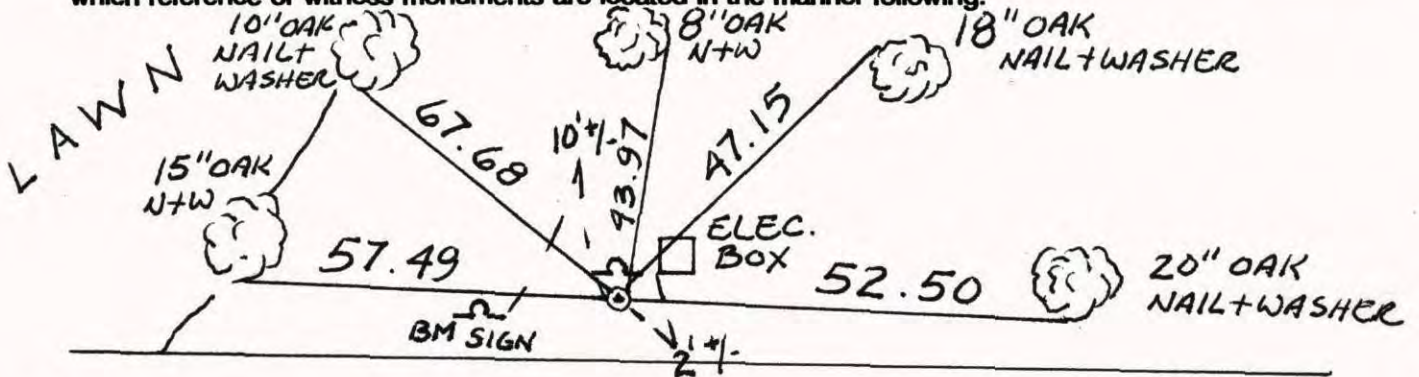 which reference or witness monuments are located in the manner following:
LAWN
10" OAK
NAIL+
WASHER
8" OAK
N+W
18" OAK
NAIL+WASHER
15" OAK
N+W
67.68
10'+/-
43.97
47.15
ELEC.
BOX
57.49
52.50
20" OAK
NAIL+WASHER
BM SIGN
2'+/-